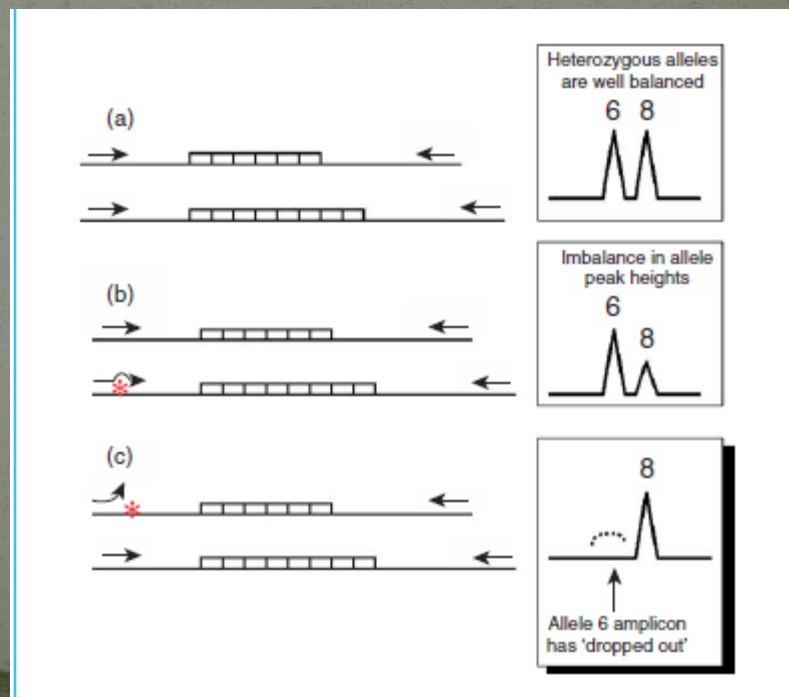 (a)
Heterozygous alleles
are well balanced
6 8
(b)
Imbalance in allele
peak heights
6
8
(c)
8
Allele 6 amplicon
has ‘dropped out’